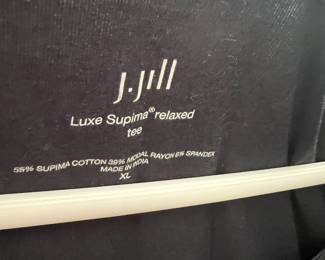 J.Jill
Luxe Supima® relaxed
tee
55% SUPIMA COTTON 39% MODAL RAYON 6% SPANDEX
MADE IN INDIA
XL